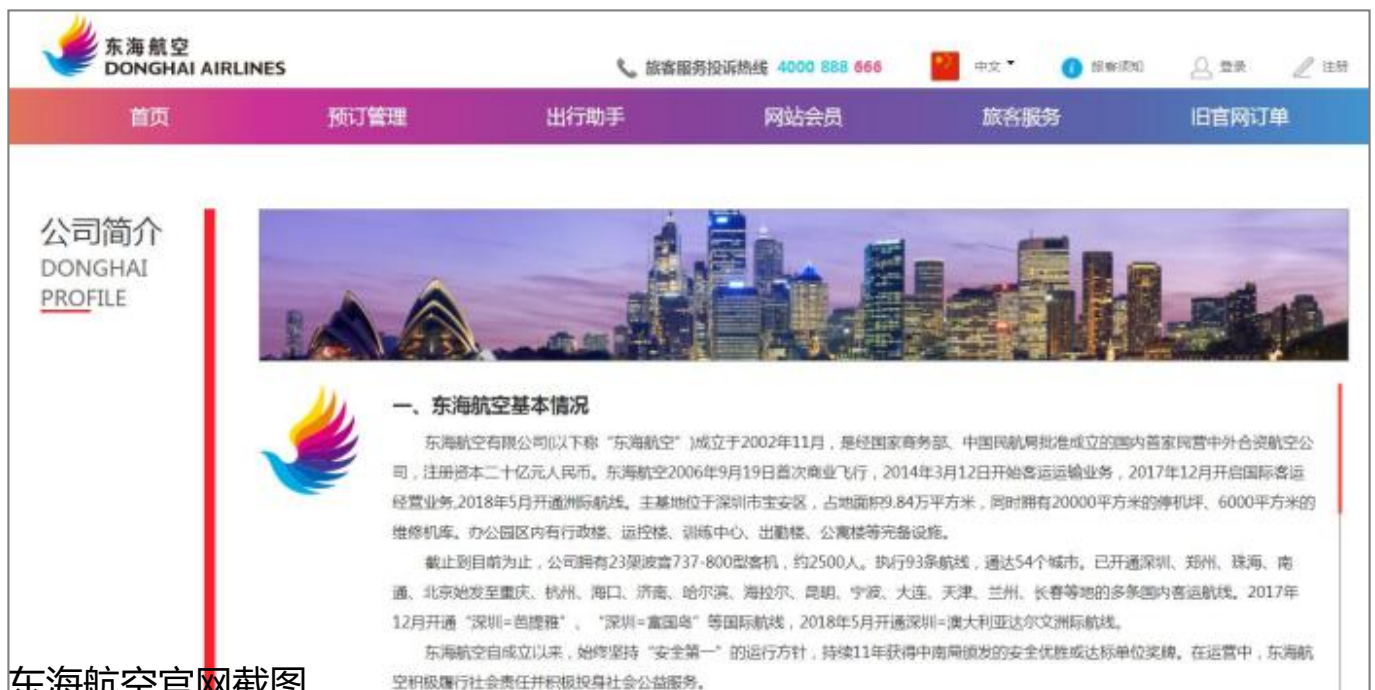 东海航空
DONGHAI AIRLINES
旅客服务投诉热线 4000 888 666
中文
旅客须知
登录
注册
首页
预订管理
出行助手
网站会员
旅客服务
旧官网订单
公司简介
DONGHAI
PROFILE
一、东海航空基本情况
东海航空有限公司(以下称“东海航空”)成立于2002年11月，是经国家商务部、中国民航局批准成立的国内首家民营中外合资航空公
司，注册资本二十亿元人民币。东海航空2006年9月19日首次商业飞行，2014年3月12日开始客运运输业务，2017年12月开启国际客运
经营业务,2018年5月开通洲际航线。主基地位于深圳市宝安区，占地面积9.84万平方米，同时拥有20000平方米的停机坪、6000平方米的
维修机库。办公园区内有行政楼、运控楼、训练中心、出勤楼、公寓楼等完备设施。
截止到目前为止，公司拥有23架波音737-800型客机，约2500人。执行93条航线，通达54个城市。已开通深圳、郑州、珠海、南
通、北京始发至重庆、杭州、海口、济南、哈尔滨、海拉尔、昆明、宁波、大连、天津、兰州、长春等地的多条国内客运航线。2017年
12月开通“深圳=芭提雅”、“深圳=富国岛”等国际航线，2018年5月开通深圳=澳大利亚达尔文洲际航线。
东海航空自成立以来，始终坚持“安全第一”的运行方针，持续11年获得中南局颁发的安全优胜或达标单位奖牌。在运营中，东海航
空积极履行社会责任并积极投身社会公益服务。
东海航空官网截图